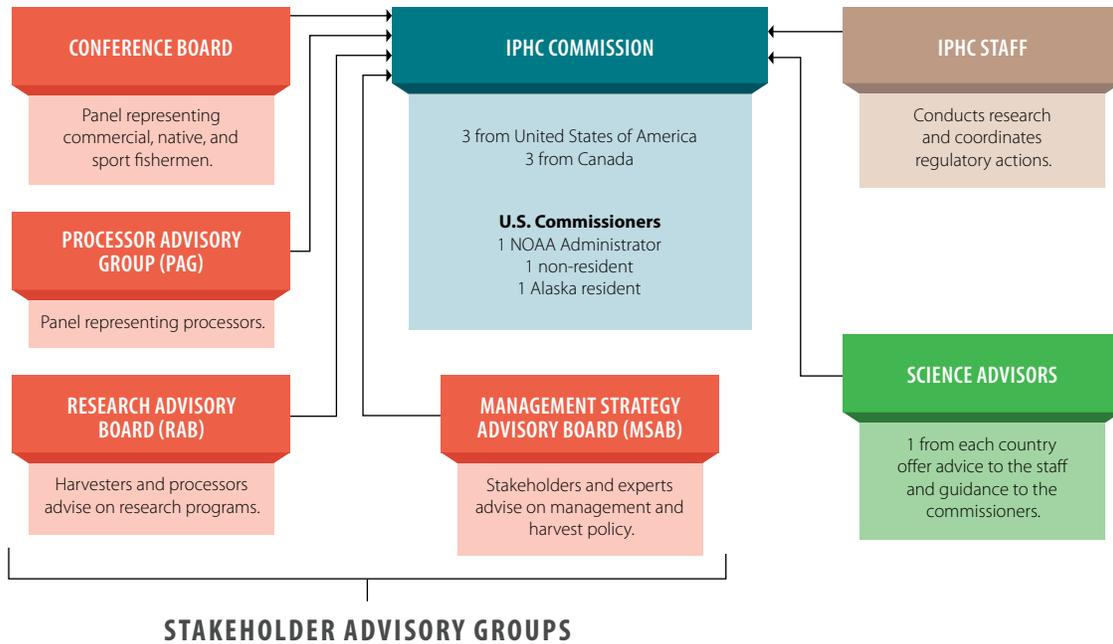 CONFERENCE BOARD
Panel representing
commercial, native, and
sport fishermen.
PROCESSOR ADVISORY
GROUP (PAG)
Panel representing processors.
RESEARCH ADVISORY
BOARD (RAB)
Harvesters and processors
advise on research programs.
IPHC COMMISSION
3 from United States of America
3 from Canada
U.S. Commissioners
1 NOAA Administrator
1 non-resident
1 Alaska resident
MANAGEMENT STRATEGY
ADVISORY BOARD (MSAB)
Stakeholders and experts
advise on management and
harvest policy.
IPHC STAFF
Conducts research
and coordinates
regulatory actions.
SCIENCE ADVISORS
1 from each country
offer advice to the staff
and guidance to the
commissioners.
STAKEHOLDER ADVISORY GROUPS